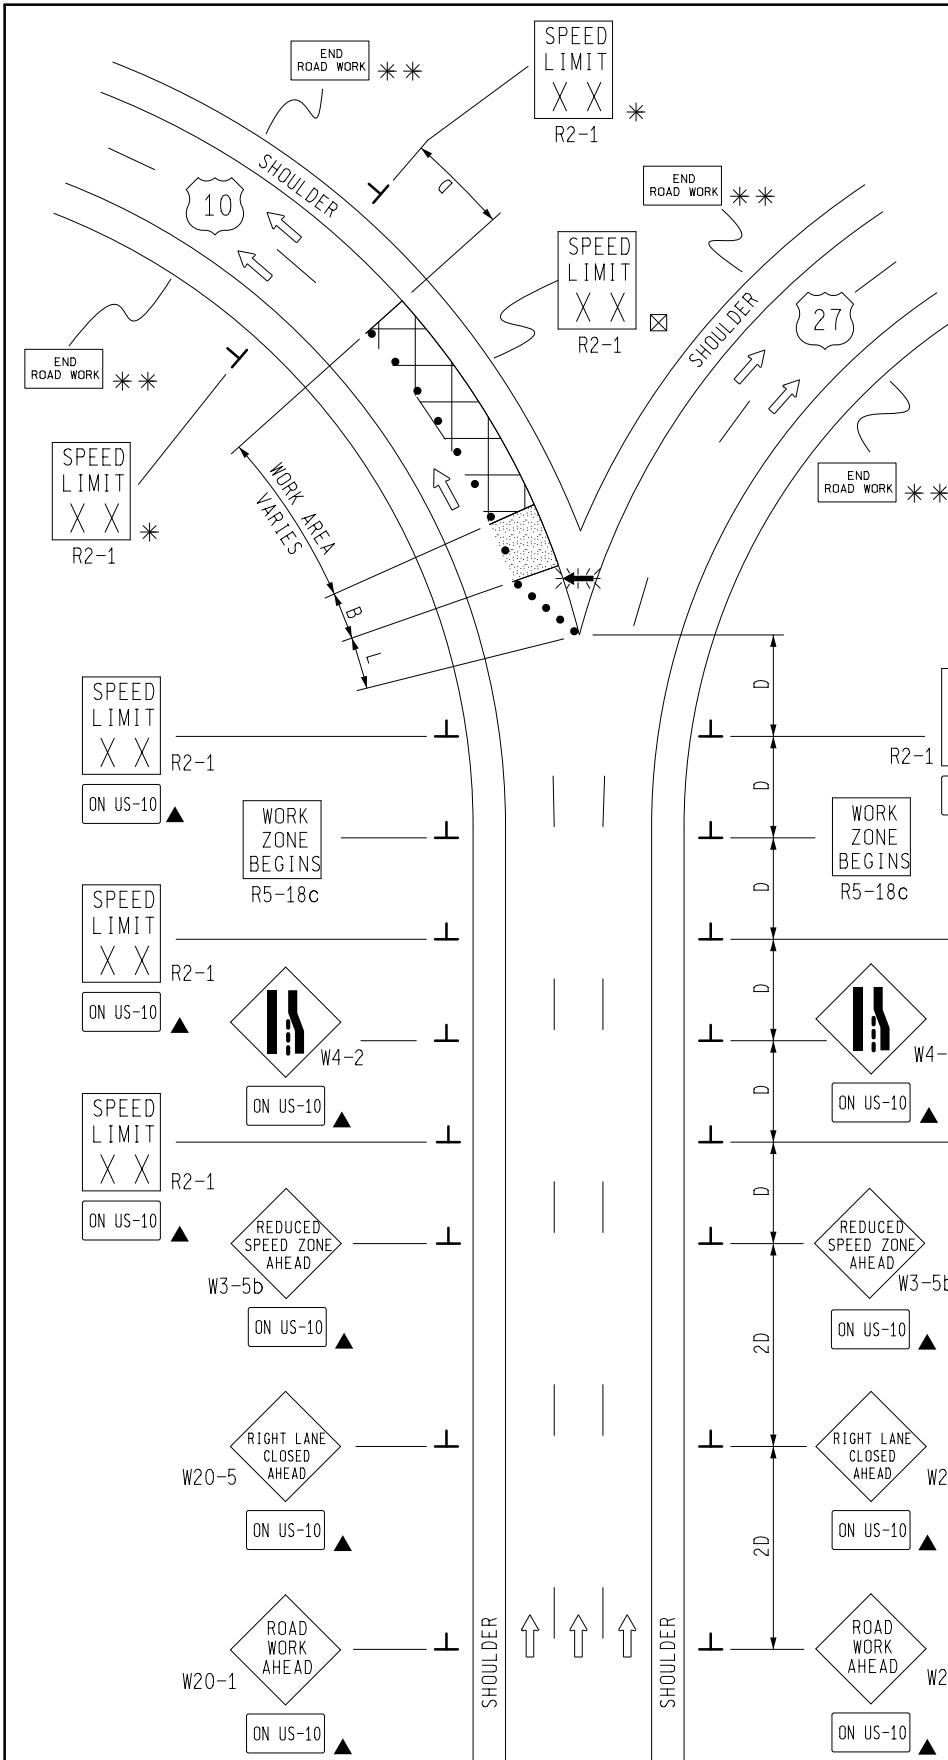 END
ROAD WORK **
SPEED
LIMIT
X X *
R2-1
D
SHOULDER
10
END
ROAD WORK **
SPEED
LIMIT
X X
R2-1
SHOULDER
27
END
ROAD WORK **
SPEED
LIMIT
X X *
R2-1
WORK AREA
VARIES
END
ROAD WORK **
B
L
D
SPEED
LIMIT
X X
R2-1
ON US-10
R2-1
D
WORK
ZONE
BEGINS
R5-18c
WORK
ZONE
BEGINS
R5-18c
D
SPEED
LIMIT
X X
R2-1
ON US-10
D
W4-2
ON US-10
W4-
ON US-10
D
SPEED
LIMIT
X X
R2-1
ON US-10
D
REDUCED
SPEED ZONE
AHEAD
W3-5b
ON US-10
REDUCED
SPEED ZONE
AHEAD
W3-5b
ON US-10
2D
RIGHT LANE
CLOSED
AHEAD
W20-5
ON US-10
RIGHT LANE
CLOSED
AHEAD
W2
ON US-10
2D
ROAD
WORK
AHEAD
W20-1
ON US-10
SHOULDER
SHOULDER
ROAD
WORK
AHEAD
W2
ON US-10